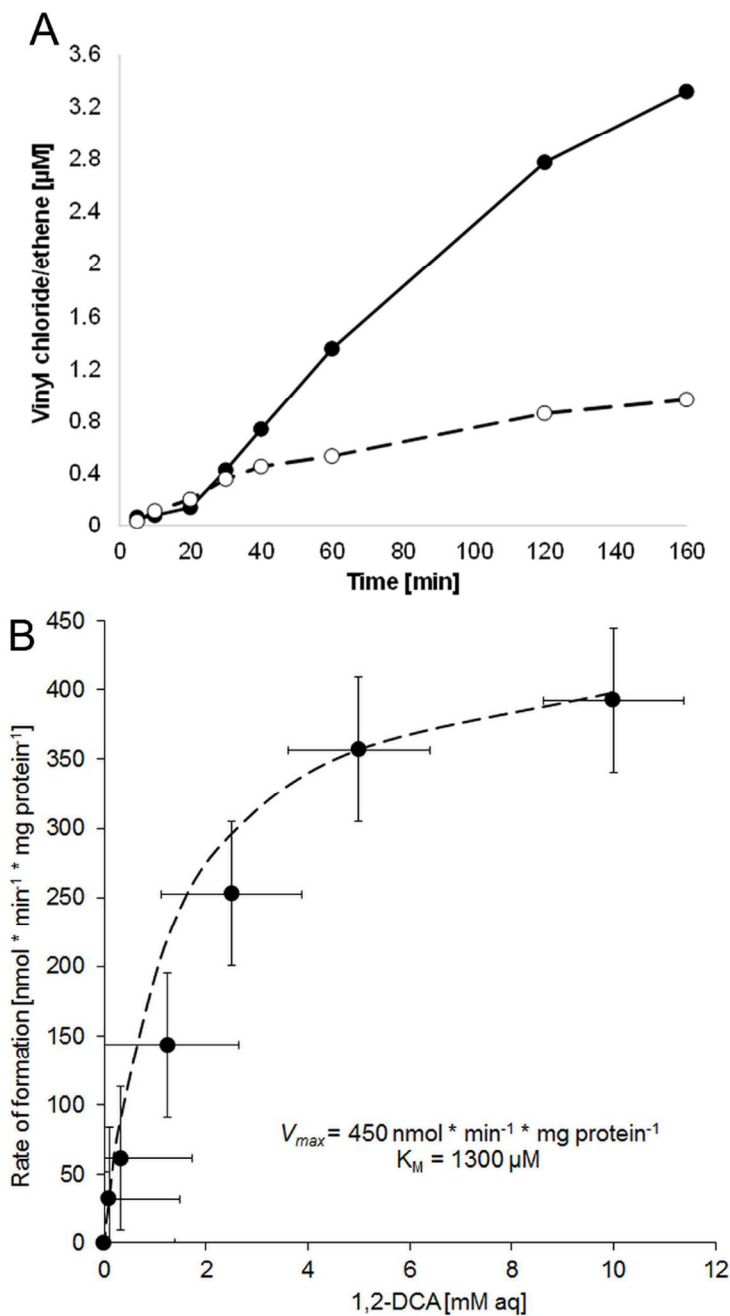 A
Vinyl chloride/ethene [µM]
3.6
3.2
2.8
2.4
2
1.6
1.2
0.8
0.4
0
0 20 40 60 80 100 120 140 160
Time [min]
B
Rate of formation [nmol * min⁻¹ * mg protein⁻¹]
450
400
350
300
250
200
150
100
50
0
V_max = 450 nmol * min⁻¹ * mg protein⁻¹
K_M = 1300 µM
0 2 4 6 8 10 12
1,2-DCA [mM aq]